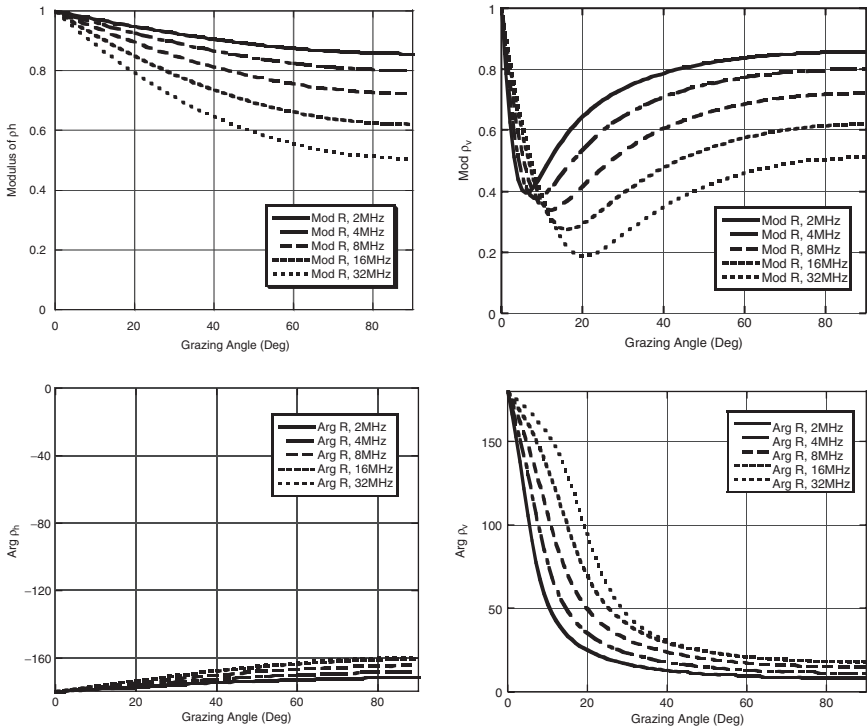 1
0.8
0.6
0.4
0.2
0
Modulus of ρh
Mod R, 2MHz
Mod R, 4MHz
Mod R, 8MHz
Mod R, 16MHz
Mod R, 32MHz
0 20 40 60 80
Grazing Angle (Deg)
1
0.8
0.6
0.4
0.2
0
Mod ρv
Mod R, 2MHz
Mod R, 4MHz
Mod R, 8MHz
Mod R, 16MHz
Mod R, 32MHz
0 20 40 60 80
Grazing Angle (Deg)
0
−40
−80
−120
−160
Arg ρh
Arg R, 2MHz
Arg R, 4MHz
Arg R, 8MHz
Arg R, 16MHz
Arg R, 32MHz
0 20 40 60 80
Grazing Angle (Deg)
150
100
50
0
Arg ρv
Arg R, 2MHz
Arg R, 4MHz
Arg R, 8MHz
Arg R, 16MHz
Arg R, 32MHz
0 20 40 60 80
Grazing Angle (Deg)